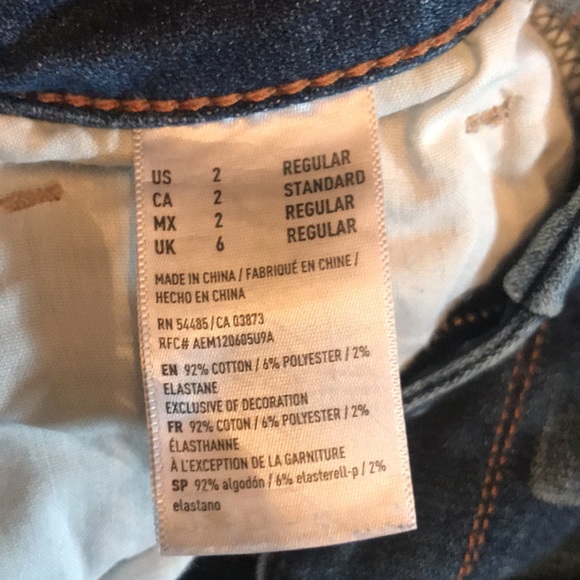 US 2 REGULAR
CA 2 STANDARD
MX 2 REGULAR
UK 6 REGULAR
MADE IN CHINA / FABRIQUÉ EN CHINE /
HECHO EN CHINA
RN 54485/CA 03873
RFC# AEM120605U9A
EN 92% COTTON / 6% POLYESTER / 2%
ELASTANE
EXCLUSIVE OF DECORATION
FR 92% COTON / 6% POLYESTER / 2%
ÉLASTHANNE
À L'EXCEPTION DE LA GARNITURE
SP 92% algodón / 6% elasterell-p / 2%
elastano